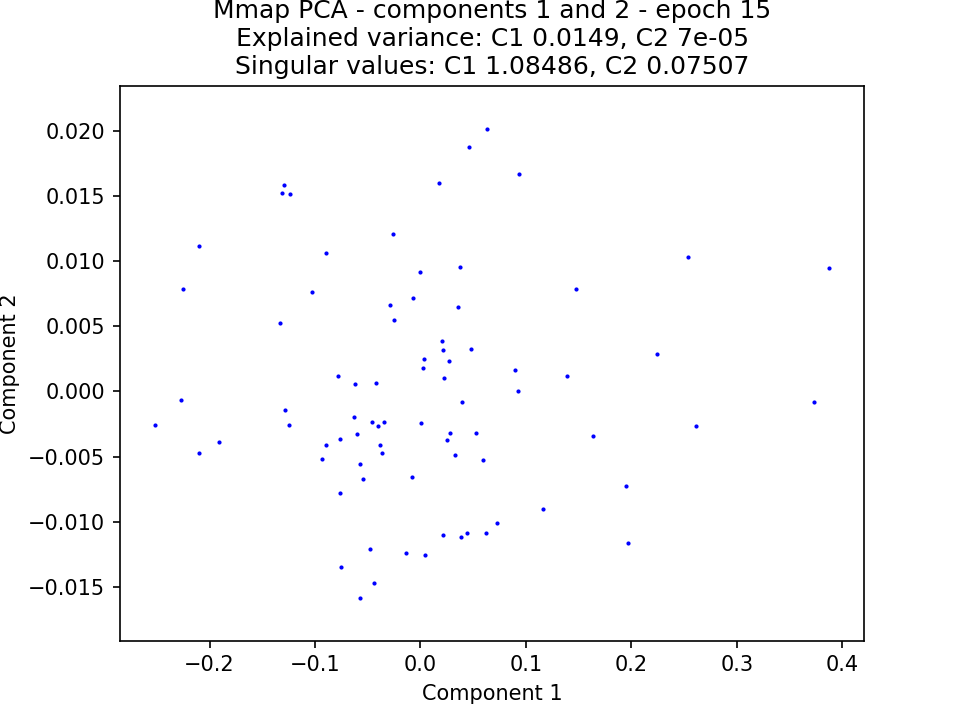 Mmap PCA - components 1 and 2 - epoch 15
Explained variance: C1 0.0149, C2 7e-05
Singular values: C1 1.08486, C2 0.07507
0.020
0.015
0.010
0.005
0.000
−0.005
−0.010
−0.015
Component 2
−0.2 −0.1 0.0 0.1 0.2 0.3 0.4
Component 1